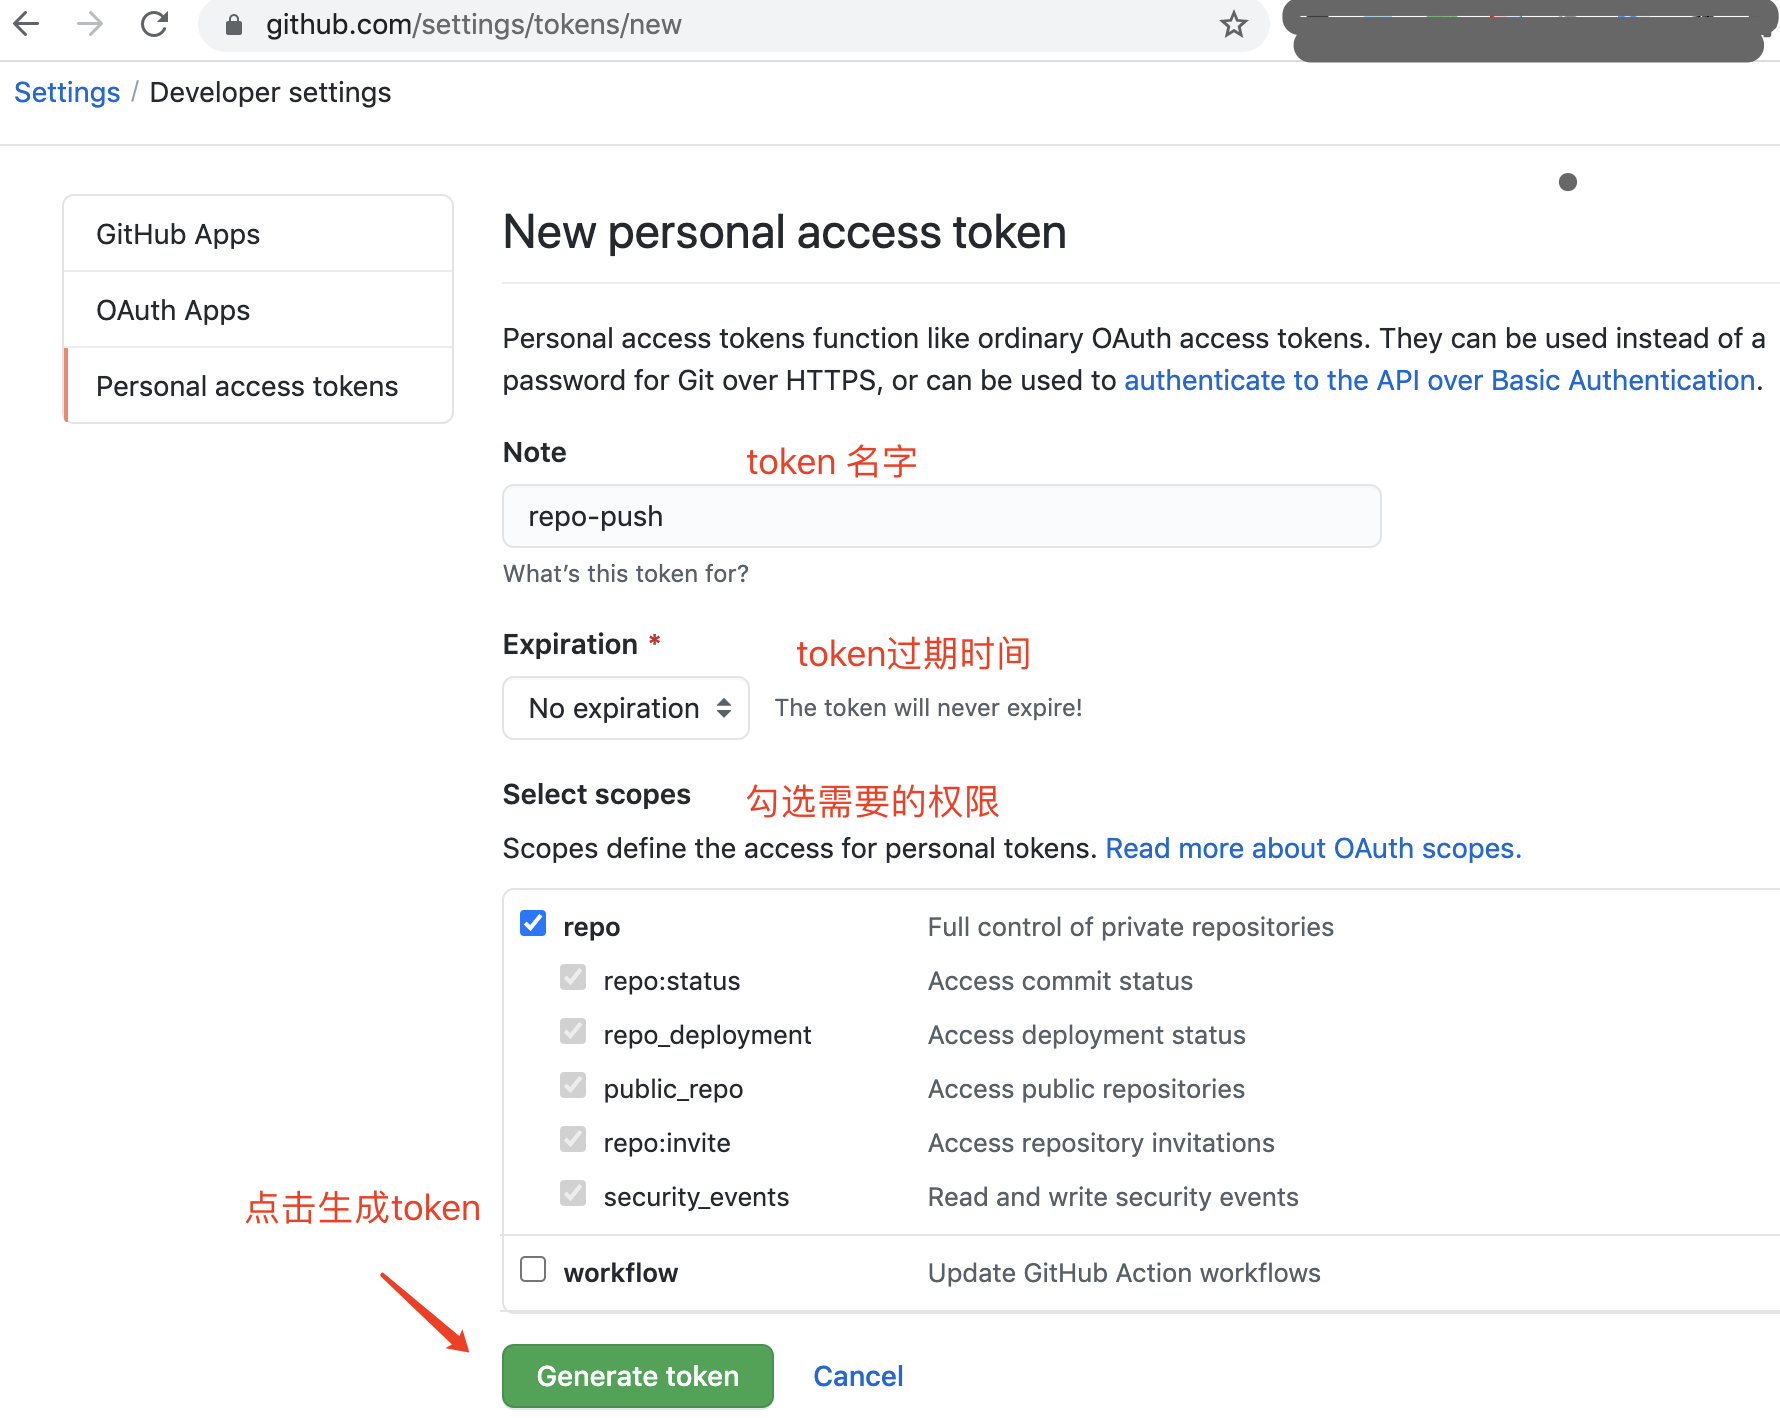 github.com/settings/tokens/new
Settings / Developer settings
GitHub Apps
OAuth Apps
Personal access tokens
New personal access token
Personal access tokens function like ordinary OAuth access tokens. They can be used instead of a
password for Git over HTTPS, or can be used to authenticate to the API over Basic Authentication.
Note
token 名字
repo-push
What's this token for?
Expiration *
token过期时间
No expiration
The token will never expire!
Select scopes
勾选需要的权限
Scopes define the access for personal tokens. Read more about OAuth scopes.
repo Full control of private repositories
repo:status Access commit status
repo_deployment Access deployment status
public_repo Access public repositories
repo:invite Access repository invitations
security_events Read and write security events
点击生成token
workflow Update GitHub Action workflows
Generate token
Cancel